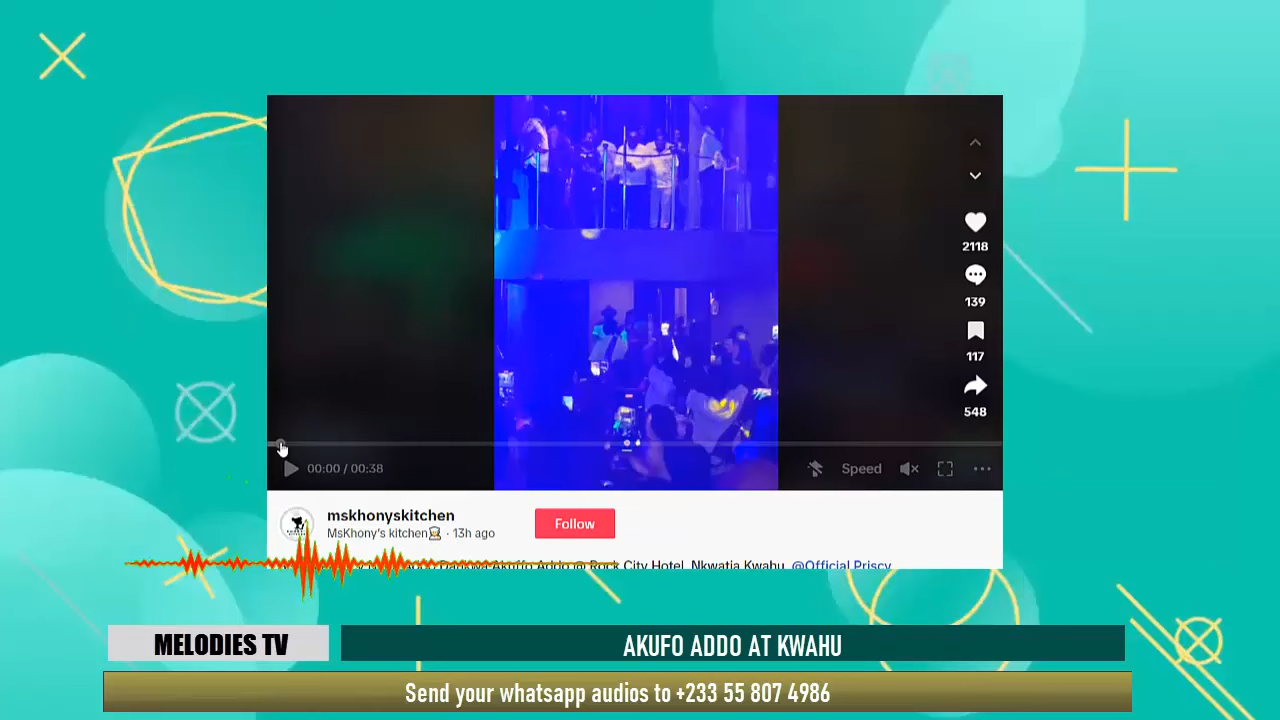 2118
139
117
548
00:00 / 00:38
Speed
mskhonyskitchen
MsKhony's kitchen · 13h ago
Follow
Akufo Addo @ Rock City Hotel, Nkwatia Kwahu. @Official Priscy
MELODIES TV
AKUFO ADDO AT KWAHU
Send your whatsapp audios to +233 55 807 4986